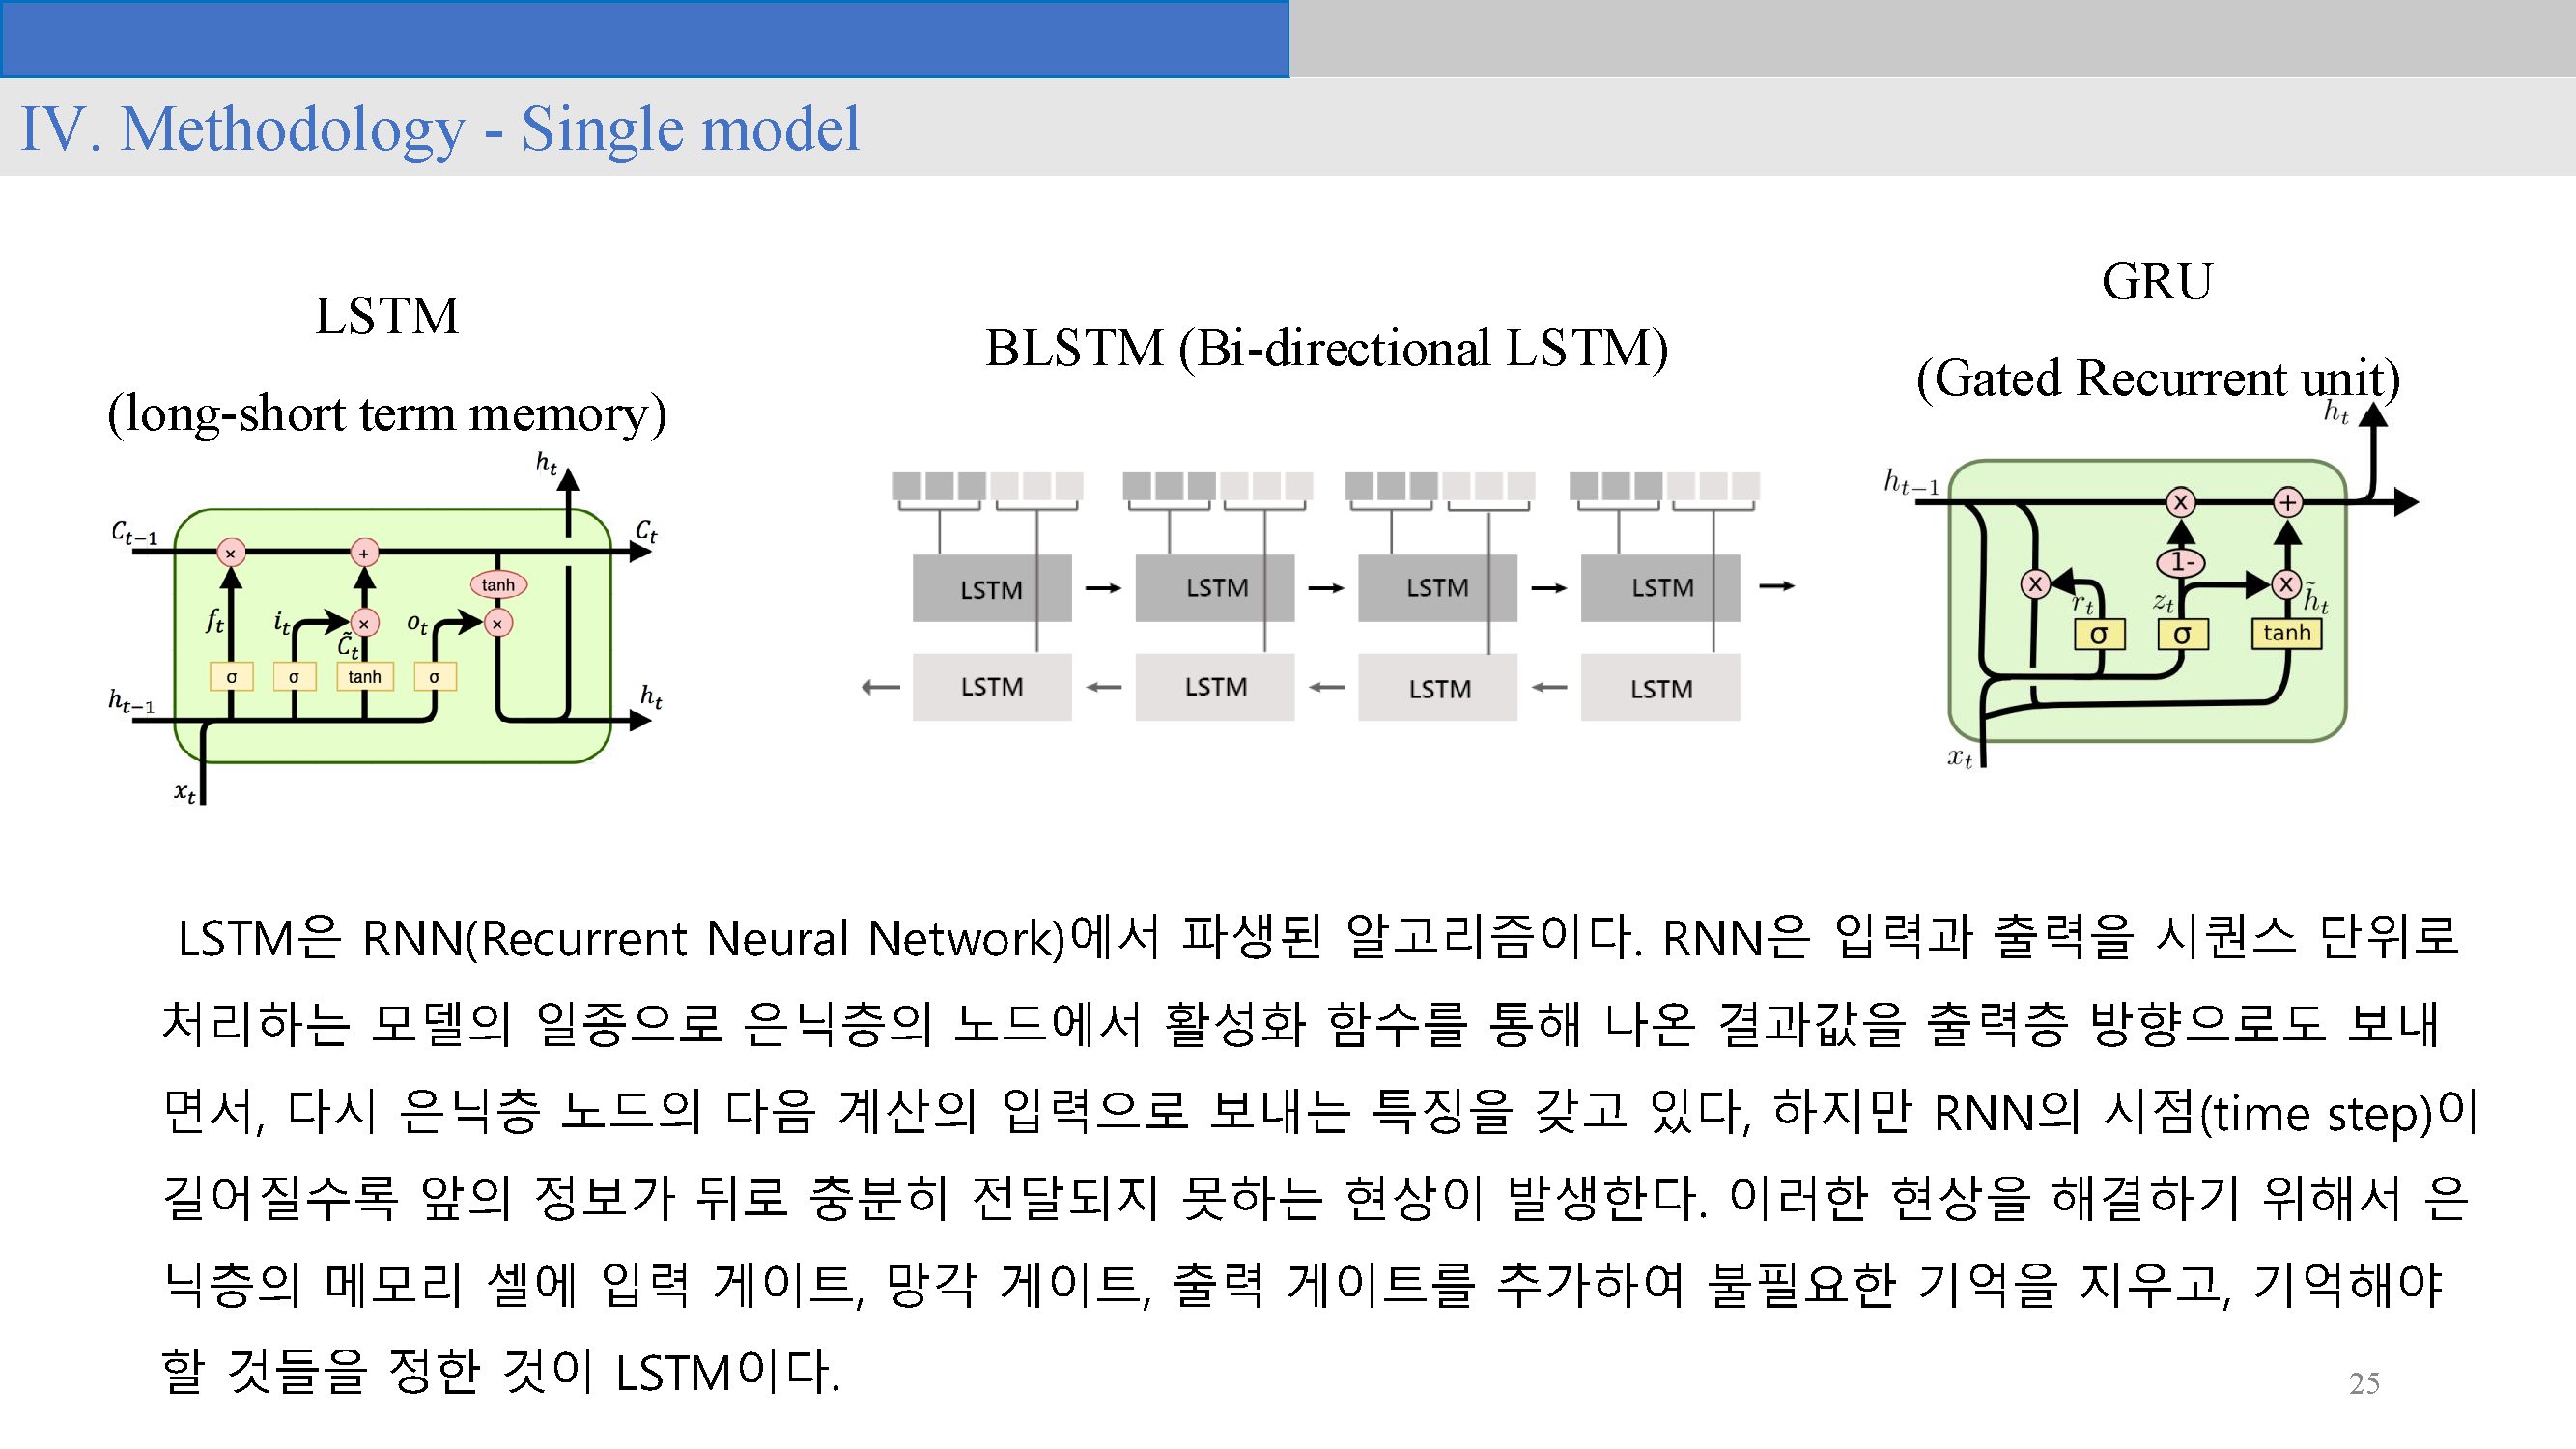 IV. Methodology - Single model
LSTM
(long-short term memory)
h_t
C_{t-1}
C_t
×
+
tanh
f_t
i_t
C̃_t
×
o_t
×
σ
σ
tanh
σ
h_{t-1}
h_t
x_t
BLSTM (Bi-directional LSTM)
LSTM LSTM LSTM LSTM
LSTM LSTM LSTM LSTM
GRU
(Gated Recurrent unit)
h_t
h_{t-1}
x
+
1-
x
r_t
z_t
x
h̃_t
σ
σ
tanh
x_t
LSTM은 RNN(Recurrent Neural Network)에서 파생된 알고리즘이다. RNN은 입력과 출력을 시퀀스 단위로
처리하는 모델의 일종으로 은닉층의 노드에서 활성화 함수를 통해 나온 결과값을 출력층 방향으로도 보내
면서, 다시 은닉층 노드의 다음 계산의 입력으로 보내는 특징을 갖고 있다, 하지만 RNN의 시점(time step)이
길어질수록 앞의 정보가 뒤로 충분히 전달되지 못하는 현상이 발생한다. 이러한 현상을 해결하기 위해서 은
닉층의 메모리 셀에 입력 게이트, 망각 게이트, 출력 게이트를 추가하여 불필요한 기억을 지우고, 기억해야
할 것들을 정한 것이 LSTM이다.
25